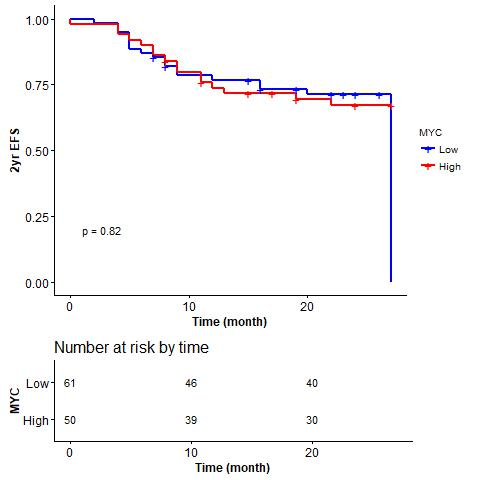 1.00
0.75
0.50
0.25
0.00
2yr EFS
p = 0.82
0 10 20
Time (month)
MYC
Low
High
Number at risk by time
MYC
Low 61 46 40
High 50 39 30
0 10 20
Time (month)